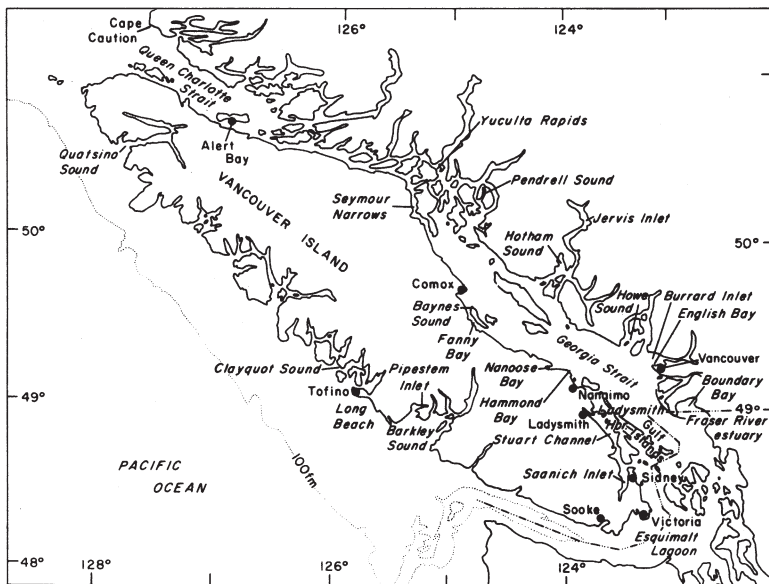 126°
124°
Cape
Caution
Queen Charlotte
Strait
Yuculta Rapids
Alert
Bay
Quatsino
Sound
Pendrell Sound
VANCOUVER ISLAND
Seymour
Narrows
Jervis Inlet
50°
50°
Hotham
Sound
Comox
Baynes
Sound
Howe
Sound
Burrard Inlet
English Bay
Fanny
Bay
Georgia Strait
Vancouver
Clayquot Sound
Pipestem
Inlet
Nanoose
Bay
Boundary
Bay
49°
Tofino
Nanaimo
Long
Beach
Hammond
Bay
Ladysmith
49°
Fraser River
estuary
Barkley
Sound
Ladysmith
Hbr.
Gulf
Islands
Stuart Channel
PACIFIC
OCEAN
100fm
Saanich Inlet
Sidney
Sooke
Victoria
Esquimalt
Lagoon
48°
128°
126°
124°